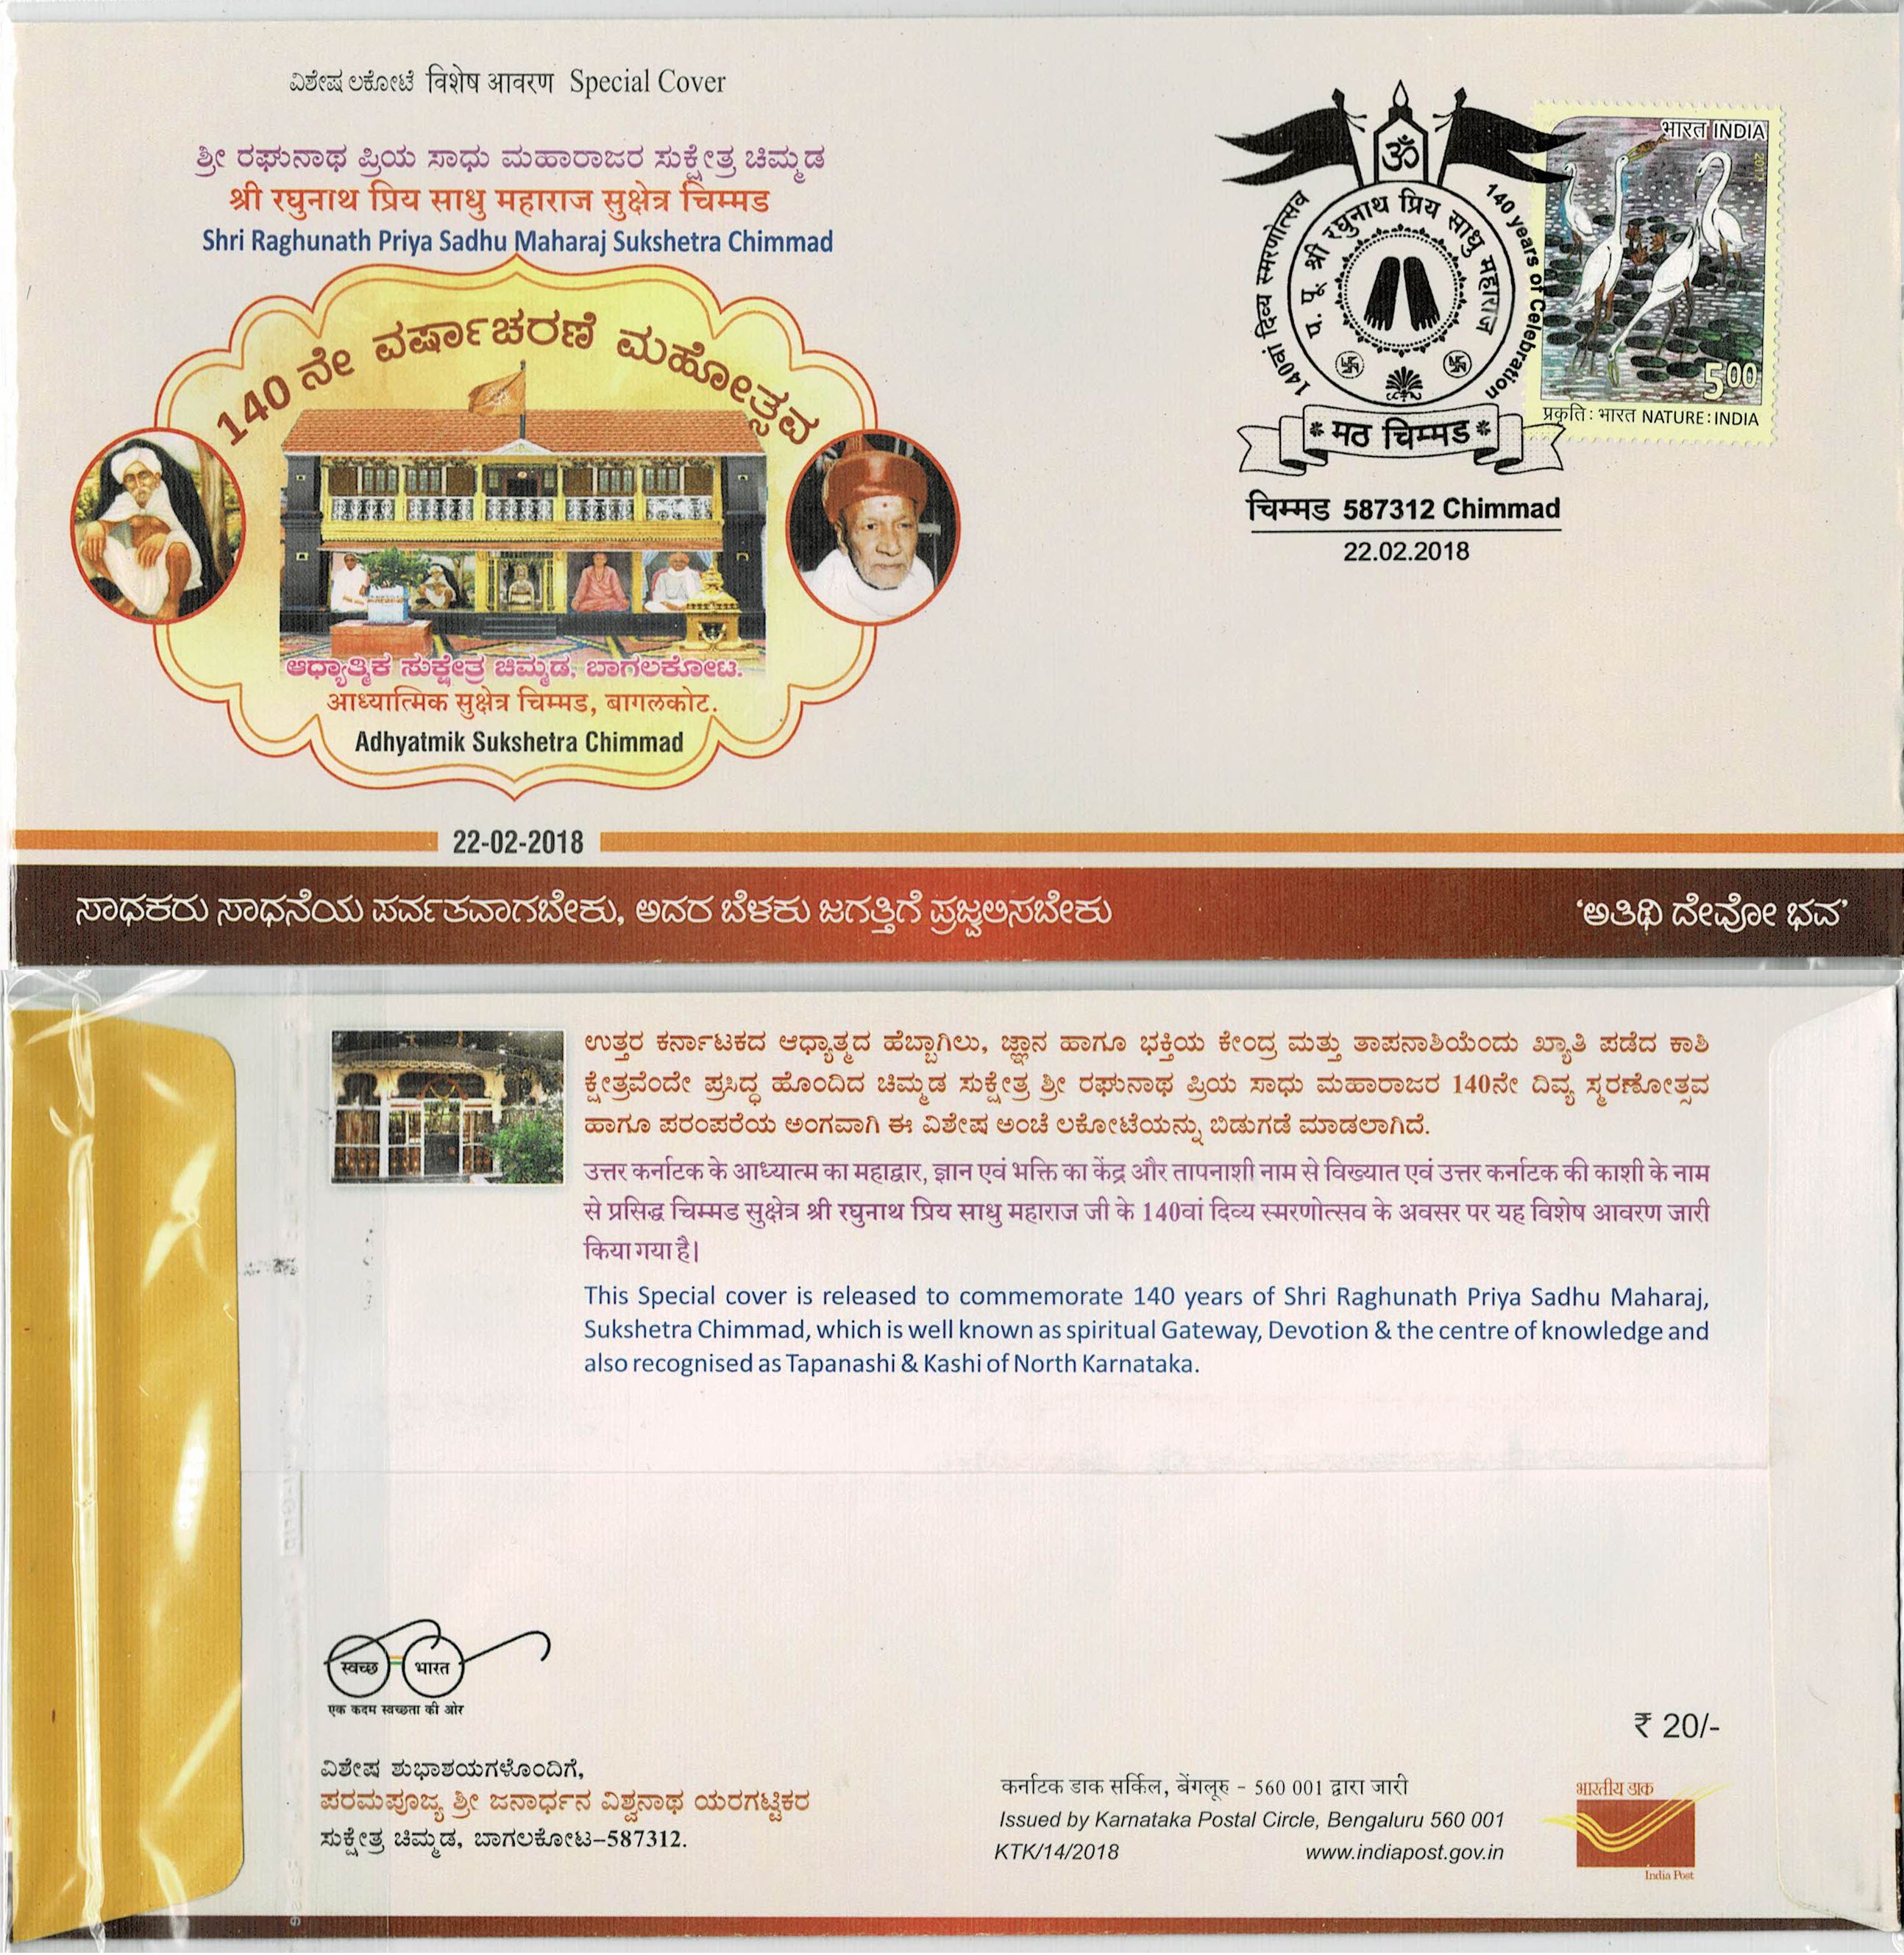 ವಿಶೇಷ ಲಕೋಟೆ विशेष आवरण Special Cover
ಶ್ರೀ ರಘುನಾಥ ಪ್ರಿಯ ಸಾಧು ಮಹಾರಾಜರ ಸುಕ್ಷೇತ್ರ ಚಿಮ್ಮಡ
श्री रघुनाथ प्रिय साधु महाराज सुक्षेत्र चिम्मड
Shri Raghunath Priya Sadhu Maharaj Sukshetra Chimmad
140 ನೇ ವರ್ಷಾಚರಣೆ ಮಹೋತ್ಸವ
ಆಧ್ಯಾತ್ಮಿಕ ಸುಕ್ಷೇತ್ರ ಚಿಮ್ಮಡ, ಬಾಗಲಕೋಟ.
आध्यात्मिक सुक्षेत्र चिम्मड, बागलकोट.
Adhyatmik Sukshetra Chimmad
ॐ
140वां दिव्य स्मरणोत्सव
प. पू. श्री रघुनाथ प्रिय साधु महाराज
140 years of Celebration
* मठ चिम्मड *
चिम्मड 587312 Chimmad
22.02.2018
भारत INDIA
2017
500
प्रकृति : भारत NATURE : INDIA
22-02-2018
ಸಾಧಕರು ಸಾಧನೆಯ ಪರ್ವತವಾಗಬೇಕು, ಅದರ ಬೆಳಕು ಜಗತ್ತಿಗೆ ಪ್ರಜ್ವಲಿಸಬೇಕು
‘ಅತಿಥಿ ದೇವೋ ಭವ’
ಉತ್ತರ ಕರ್ನಾಟಕದ ಆಧ್ಯಾತ್ಮದ ಹೆಬ್ಬಾಗಿಲು, ಜ್ಞಾನ ಹಾಗೂ ಭಕ್ತಿಯ ಕೇಂದ್ರ ಮತ್ತು ತಾಪನಾಶಿಯೆಂದು ಖ್ಯಾತಿ ಪಡೆದ ಕಾಶಿ
ಕ್ಷೇತ್ರವೆಂದೇ ಪ್ರಸಿದ್ಧ ಹೊಂದಿದ ಚಿಮ್ಮಡ ಸುಕ್ಷೇತ್ರ ಶ್ರೀ ರಘುನಾಥ ಪ್ರಿಯ ಸಾಧು ಮಹಾರಾಜರ 140ನೇ ದಿವ್ಯ ಸ್ಮರಣೋತ್ಸವ
ಹಾಗೂ ಪರಂಪರೆಯ ಅಂಗವಾಗಿ ಈ ವಿಶೇಷ ಅಂಚೆ ಲಕೋಟೆಯನ್ನು ಬಿಡುಗಡೆ ಮಾಡಲಾಗಿದೆ.
उत्तर कर्नाटक के आध्यात्म का महाद्वार, ज्ञान एवं भक्ति का केंद्र और तापनाशी नाम से विख्यात एवं उत्तर कर्नाटक की काशी के नाम
से प्रसिद्ध चिम्मड सुक्षेत्र श्री रघुनाथ प्रिय साधु महाराज जी के 140वां दिव्य स्मरणोत्सव के अवसर पर यह विशेष आवरण जारी
किया गया है।
This Special cover is released to commemorate 140 years of Shri Raghunath Priya Sadhu Maharaj,
Sukshetra Chimmad, which is well known as spiritual Gateway, Devotion & the centre of knowledge and
also recognised as Tapanashi & Kashi of North Karnataka.
स्वच्छ भारत
एक कदम स्वच्छता की ओर
₹ 20/-
ವಿಶೇಷ ಶುಭಾಶಯಗಳೊಂದಿಗೆ,
ಪರಮಪೂಜ್ಯ ಶ್ರೀ ಜನಾರ್ಧನ ವಿಶ್ವನಾಥ ಯರಗಟ್ಟಿಕರ
ಸುಕ್ಷೇತ್ರ ಚಿಮ್ಮಡ, ಬಾಗಲಕೋಟ–587312.
कर्नाटक डाक सर्किल, बेंगलूरु - 560 001 द्वारा जारी
Issued by Karnataka Postal Circle, Bengaluru 560 001
KTK/14/2018 www.indiapost.gov.in
भारतीय डाक
India Post